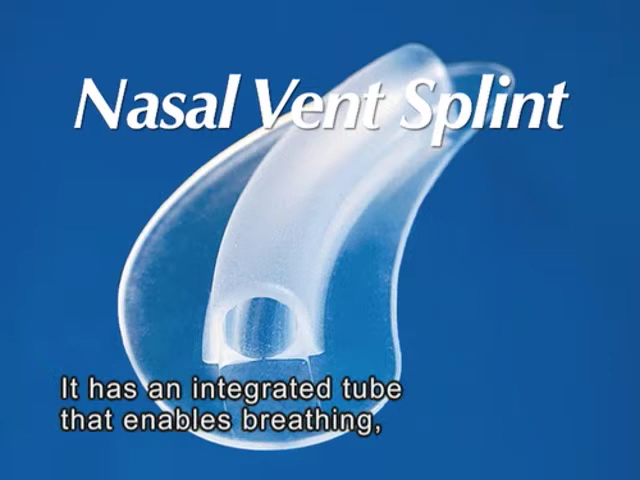 Nasal Vent Splint
It has an integrated tube
that enables breathing,